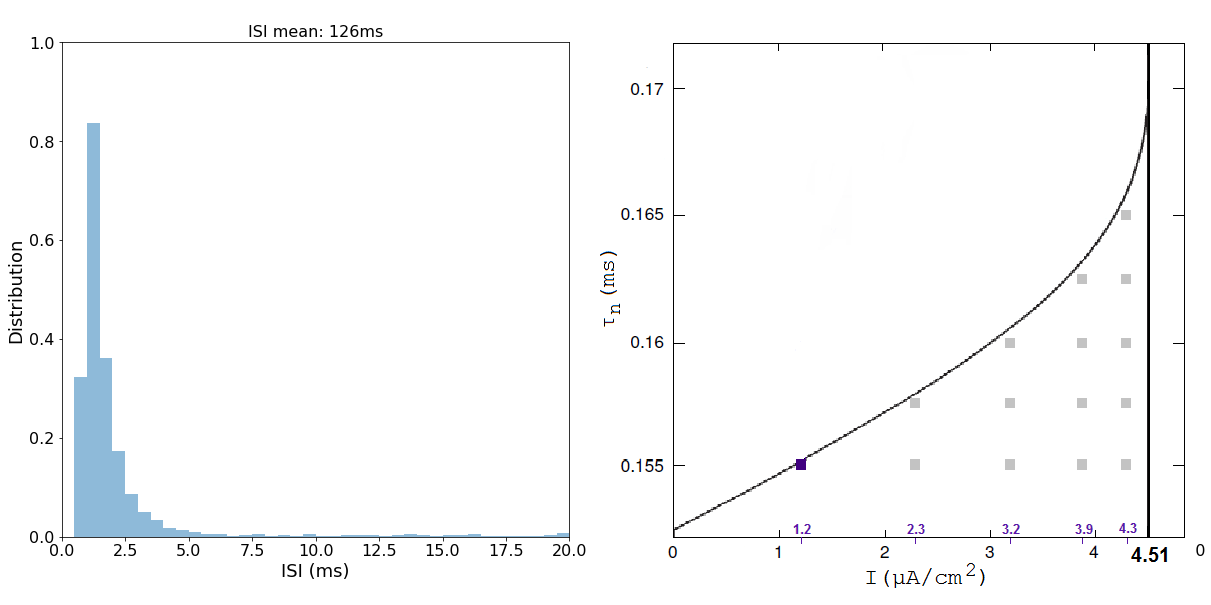 ISI mean: 126ms
1.0
0.8
0.6
0.4
0.2
0.0
Distribution
0.0 2.5 5.0 7.5 10.0 12.5 15.0 17.5 20.0
ISI (ms)
0.17
0.165
0.16
0.155
τn (ms)
1.2 2.3 3.2 3.9 4.3
0 1 2 3 4 4.51 0
I(µA/cm²)